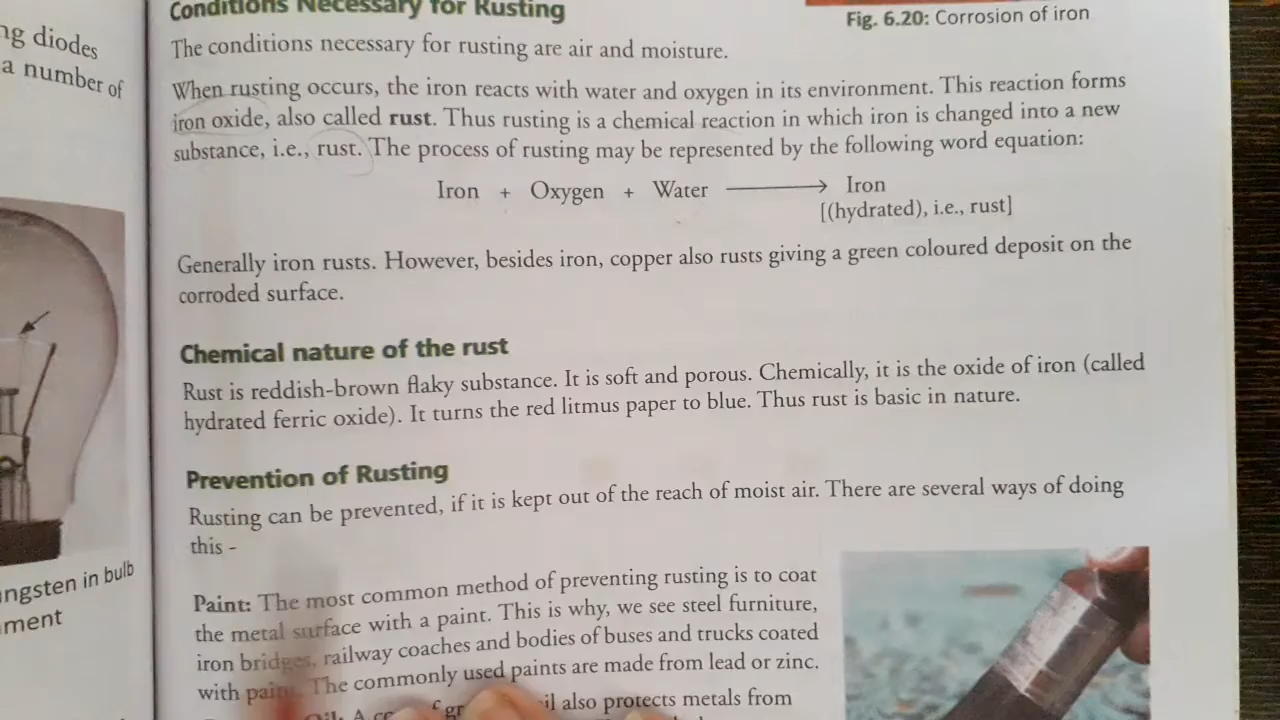 ng diodes
a number of
ngsten in bulb
ment
Conditions Necessary for Rusting
Fig. 6.20: Corrosion of iron
The conditions necessary for rusting are air and moisture.
When rusting occurs, the iron reacts with water and oxygen in its environment. This reaction forms
iron oxide, also called rust. Thus rusting is a chemical reaction in which iron is changed into a new
substance, i.e., rust. The process of rusting may be represented by the following word equation:
Iron + Oxygen + Water ⟶ Iron
[(hydrated), i.e., rust]
Generally iron rusts. However, besides iron, copper also rusts giving a green coloured deposit on the
corroded surface.
Chemical nature of the rust
Rust is reddish-brown flaky substance. It is soft and porous. Chemically, it is the oxide of iron (called
hydrated ferric oxide). It turns the red litmus paper to blue. Thus rust is basic in nature.
Prevention of Rusting
Rusting can be prevented, if it is kept out of the reach of moist air. There are several ways of doing
this -
Paint: The most common method of preventing rusting is to coat
the metal surface with a paint. This is why, we see steel furniture,
iron bridges, railway coaches and bodies of buses and trucks coated
with paint. The commonly used paints are made from lead or zinc.
also protects metals from